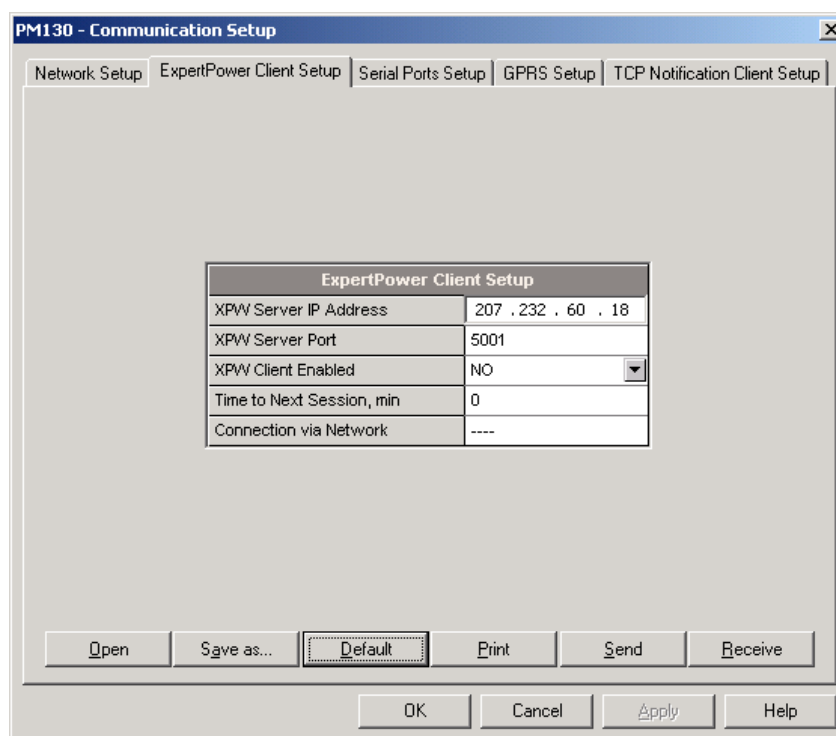 PM130 - Communication Setup
Network Setup ExpertPower Client Setup Serial Ports Setup GPRS Setup TCP Notification Client Setup
ExpertPower Client Setup
XPW Server IP Address 207 . 232 . 60 . 18
XPW Server Port 5001
XPW Client Enabled NO
Time to Next Session, min 0
Connection via Network ----
Open Save as... Default Print Send Receive
OK Cancel Apply Help